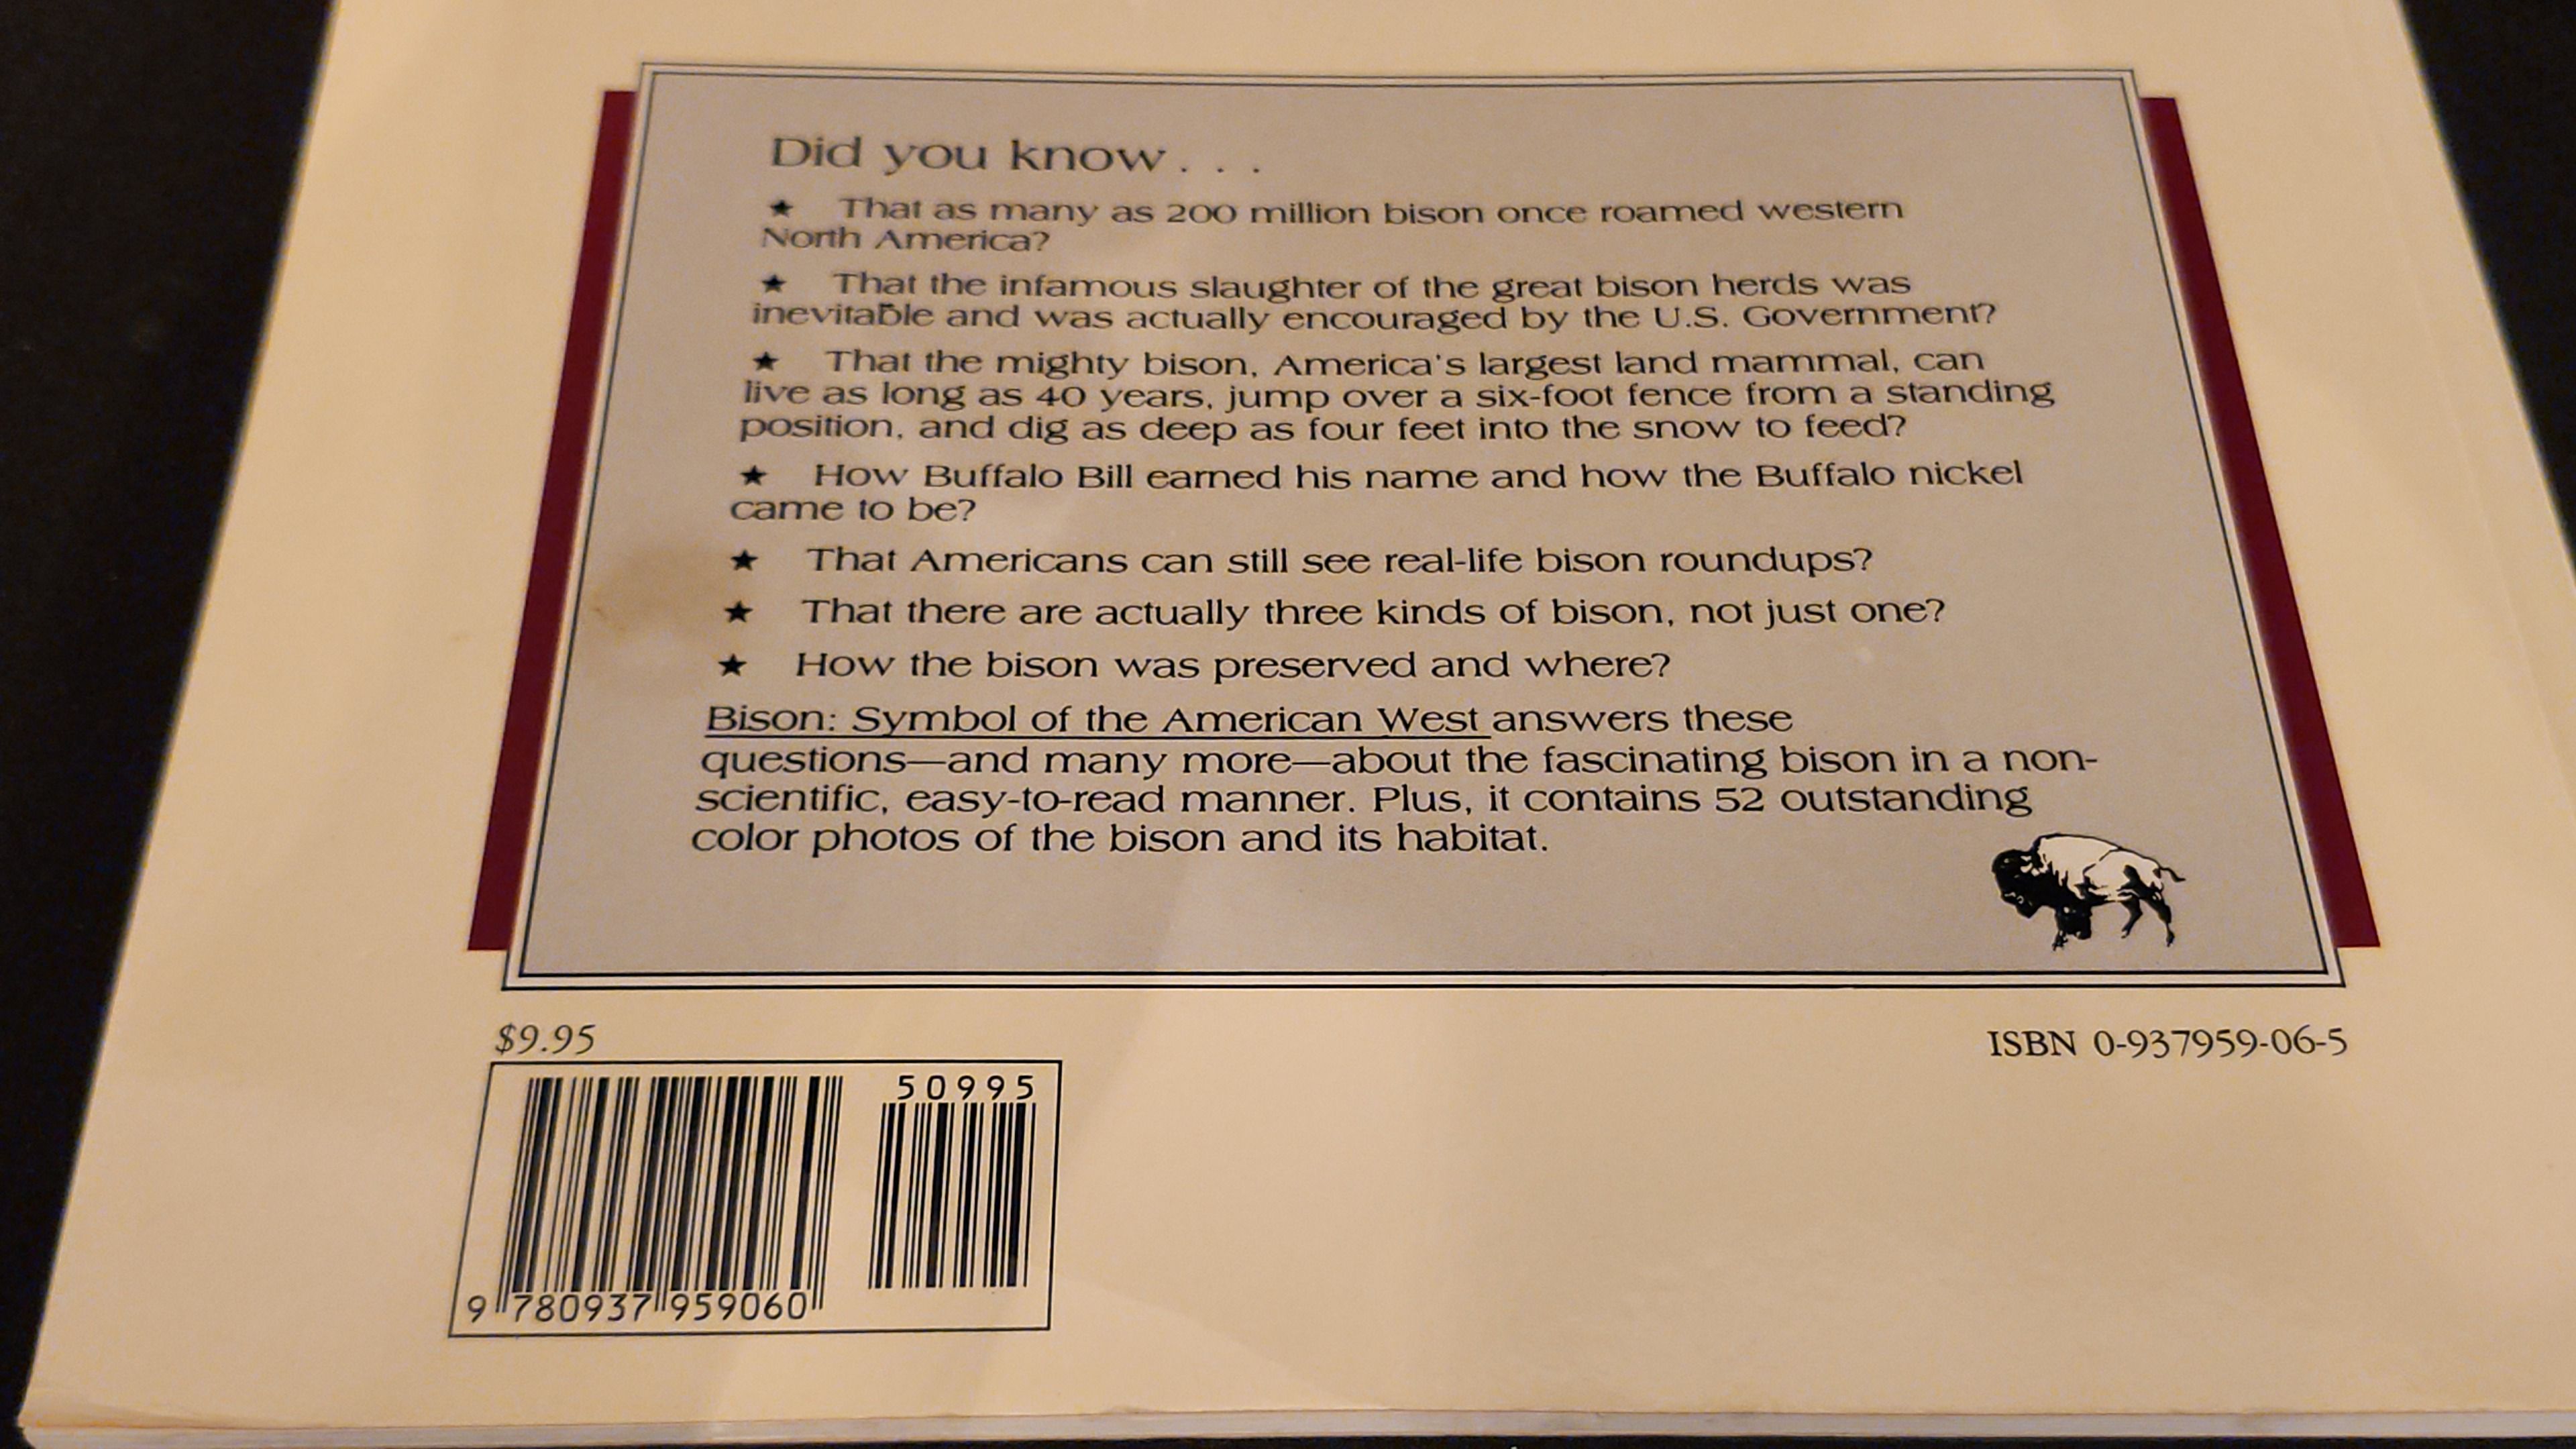 Did you know . . .
★ That as many as 200 million bison once roamed western
North America?
★ That the infamous slaughter of the great bison herds was
inevitable and was actually encouraged by the U.S. Government?
★ That the mighty bison, America's largest land mammal, can
live as long as 40 years, jump over a six-foot fence from a standing
position, and dig as deep as four feet into the snow to feed?
★ How Buffalo Bill earned his name and how the Buffalo nickel
came to be?
★ That Americans can still see real-life bison roundups?
★ That there are actually three kinds of bison, not just one?
★ How the bison was preserved and where?
Bison: Symbol of the American West answers these
questions—and many more—about the fascinating bison in a non-
scientific, easy-to-read manner. Plus, it contains 52 outstanding
color photos of the bison and its habitat.
$9.95
ISBN 0-937959-06-5
50995
9 780937 959060